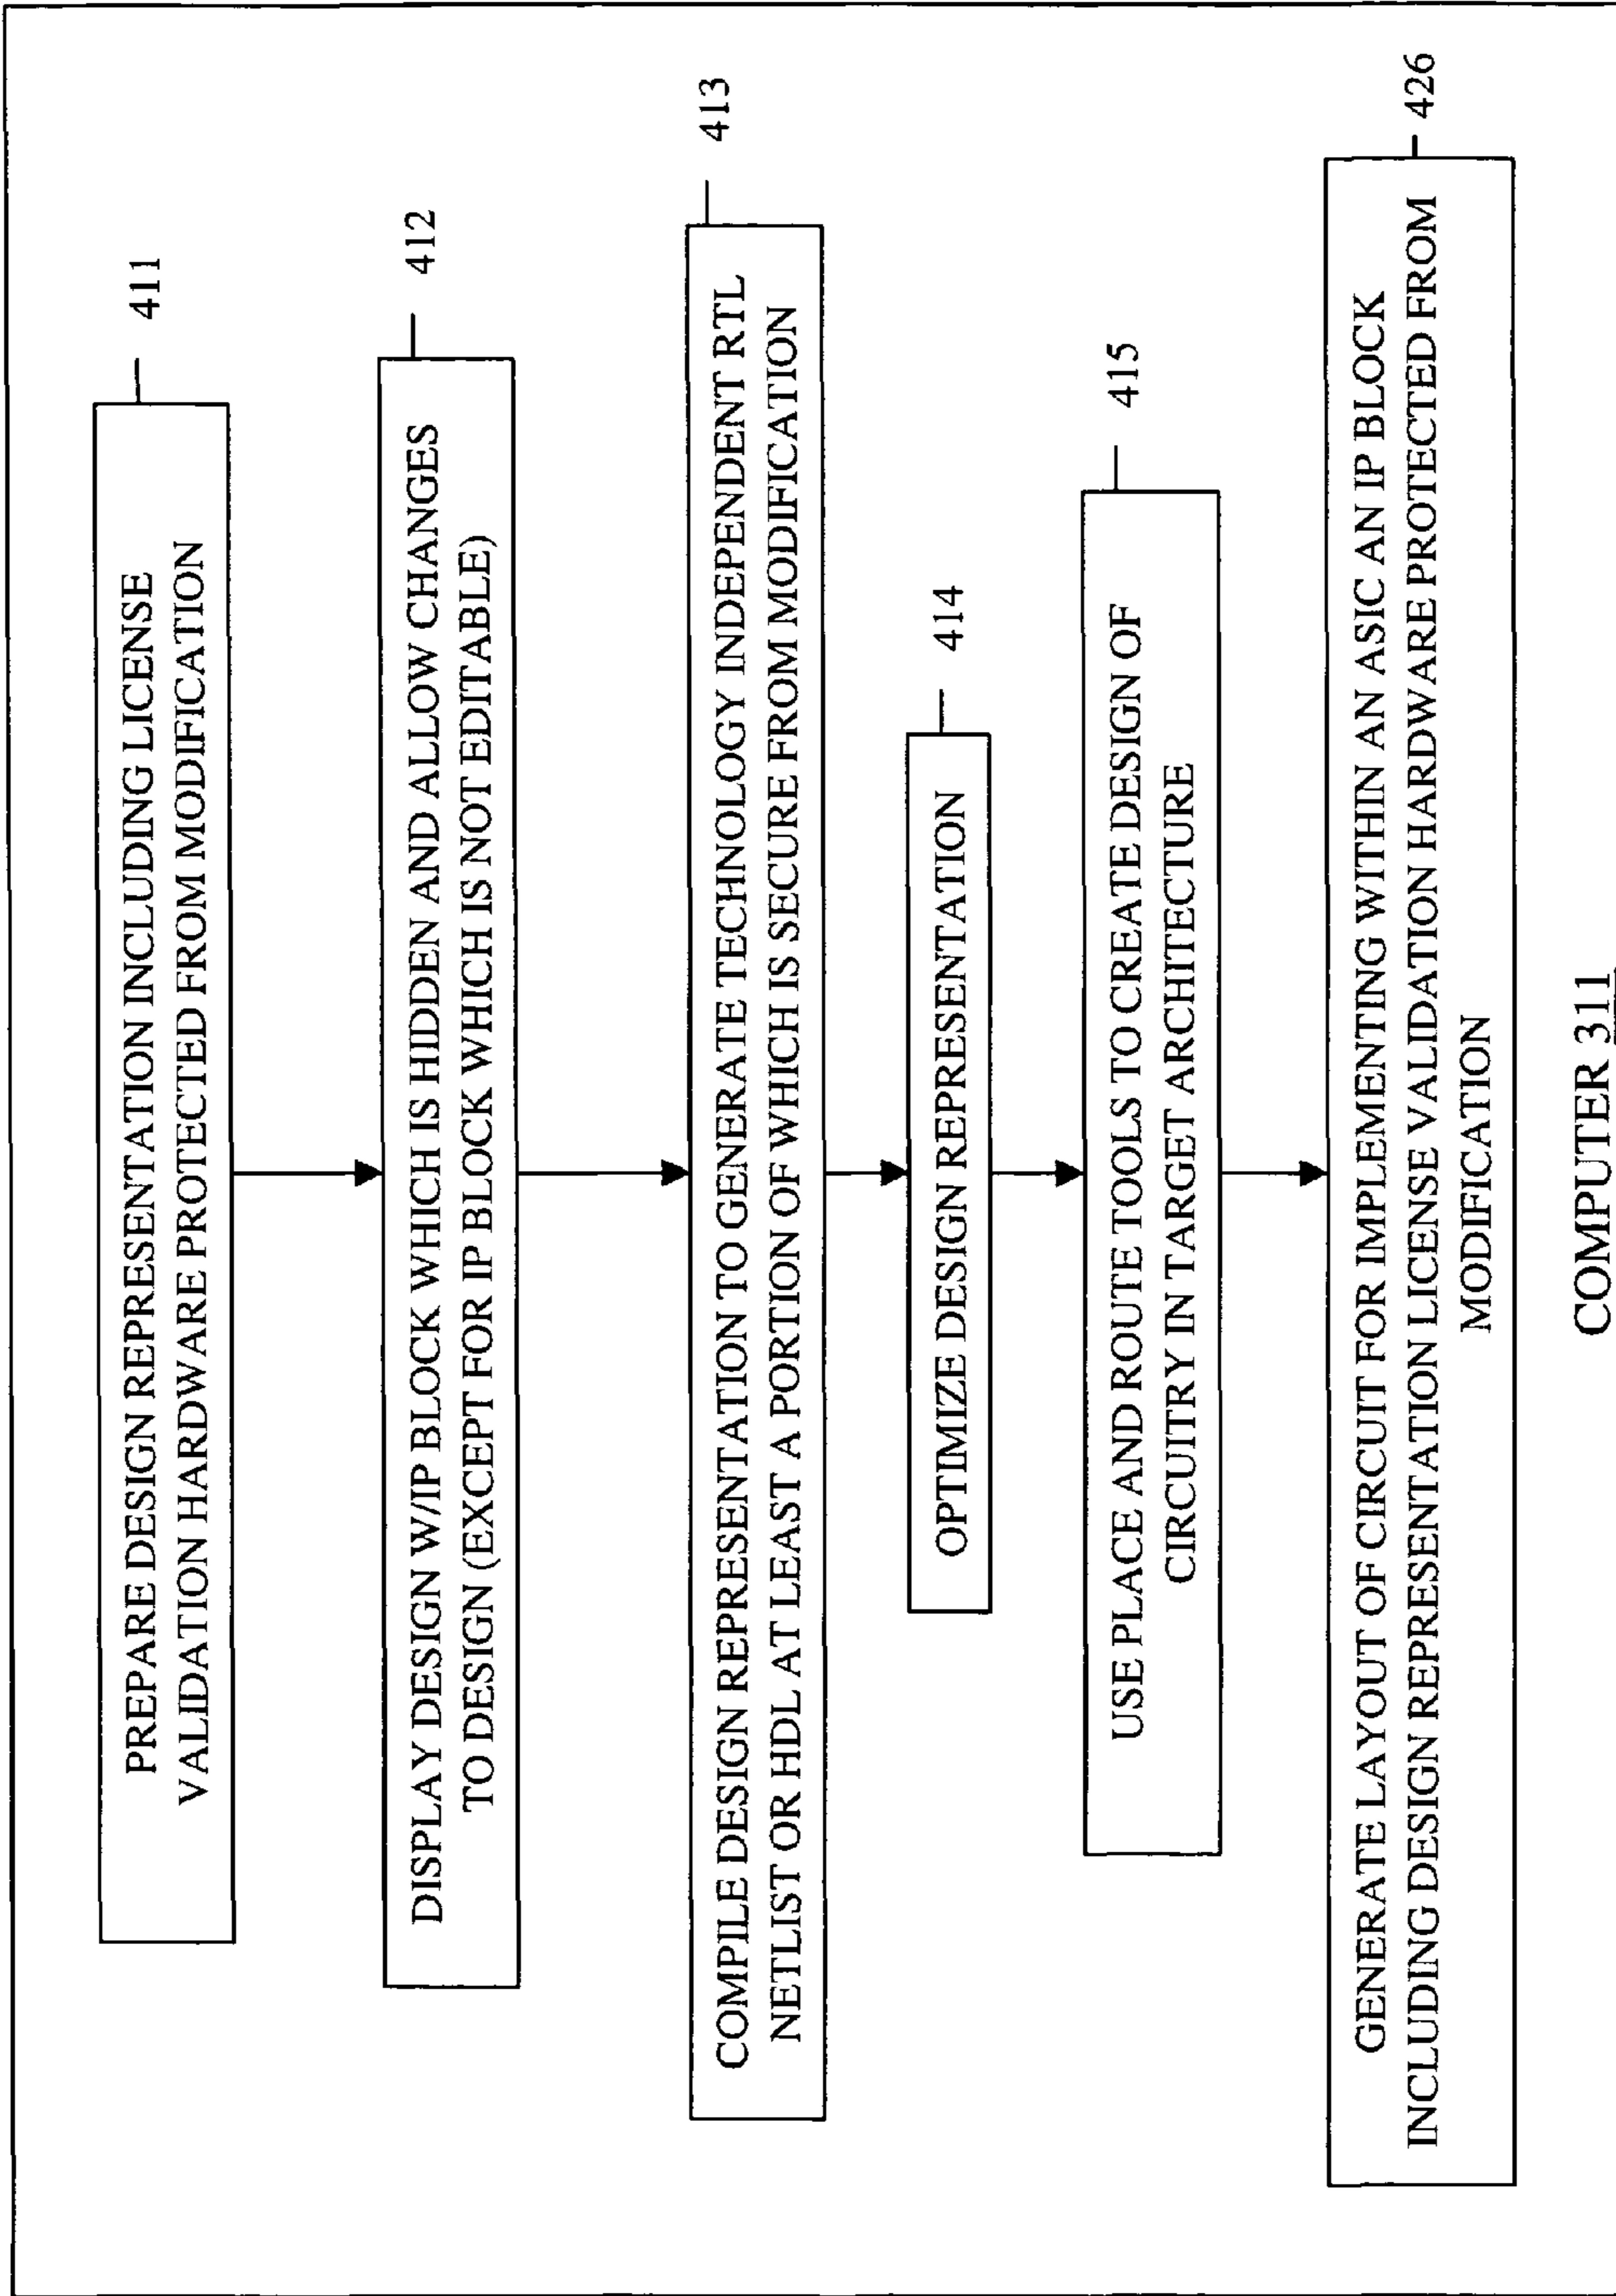 PREPARE DESIGN REPRESENTATION INCLUDING LICENSE
VALIDATION HARDWARE PROTECTED FROM MODIFICATION
411
DISPLAY DESIGN W/IP BLOCK WHICH IS HIDDEN AND ALLOW CHANGES
TO DESIGN (EXCEPT FOR IP BLOCK WHICH IS NOT EDITABLE)
412
COMPILE DESIGN REPRESENTATION TO GENERATE TECHNOLOGY INDEPENDENT RTL
NETLIST OR HDL AT LEAST A PORTION OF WHICH IS SECURE FROM MODIFICATION
413
OPTIMIZE DESIGN REPRESENTATION
414
USE PLACE AND ROUTE TOOLS TO CREATE DESIGN OF
CIRCUITRY IN TARGET ARCHITECTURE
415
GENERATE LAYOUT OF CIRCUIT FOR IMPLEMENTING WITHIN AN ASIC AN IP BLOCK
INCLUDING DESIGN REPRESENTATION LICENSE VALIDATION HARDWARE PROTECTED FROM
MODIFICATION
426
COMPUTER 311